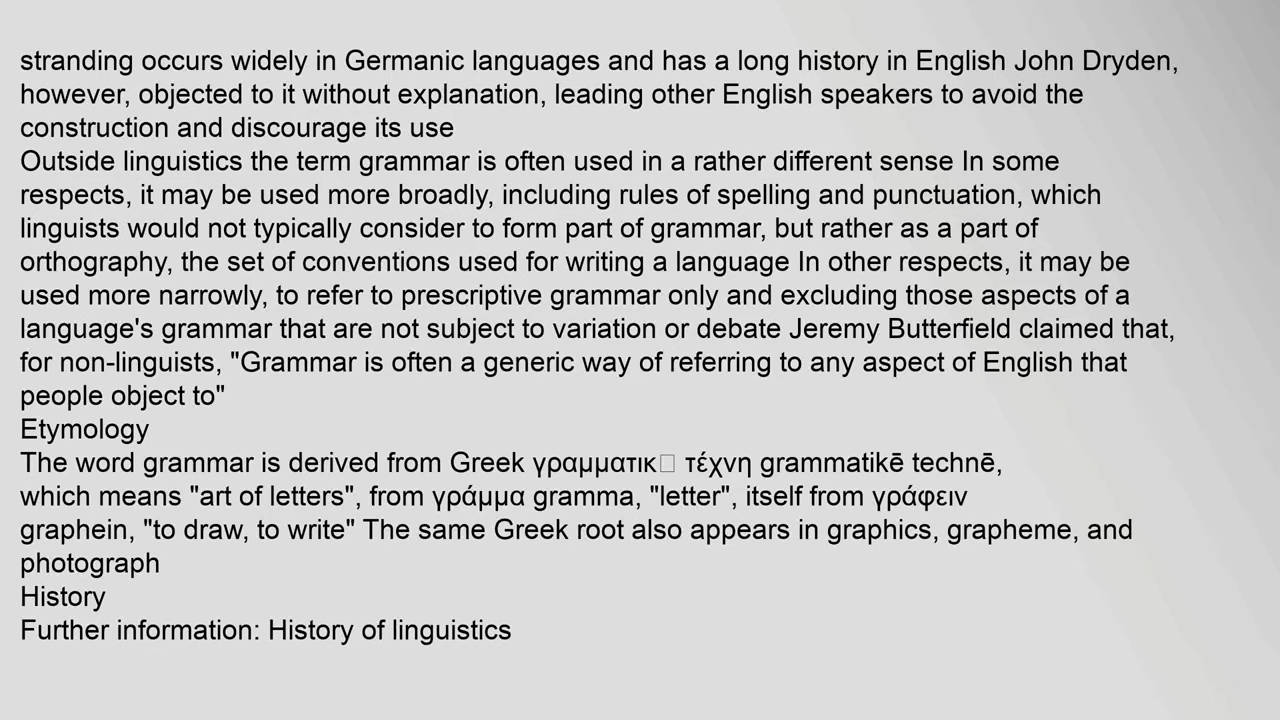 stranding occurs widely in Germanic languages and has a long history in English John Dryden,
however, objected to it without explanation, leading other English speakers to avoid the
construction and discourage its use
Outside linguistics the term grammar is often used in a rather different sense In some
respects, it may be used more broadly, including rules of spelling and punctuation, which
linguists would not typically consider to form part of grammar, but rather as a part of
orthography, the set of conventions used for writing a language In other respects, it may be
used more narrowly, to refer to prescriptive grammar only and excluding those aspects of a
language's grammar that are not subject to variation or debate Jeremy Butterfield claimed that,
for non-linguists, "Grammar is often a generic way of referring to any aspect of English that
people object to"
Etymology
The word grammar is derived from Greek γραμματικ□ τέχνη grammatikē technē,
which means "art of letters", from γράμμα gramma, "letter", itself from γράφειν
graphein, "to draw, to write" The same Greek root also appears in graphics, grapheme, and
photograph
History
Further information: History of linguistics